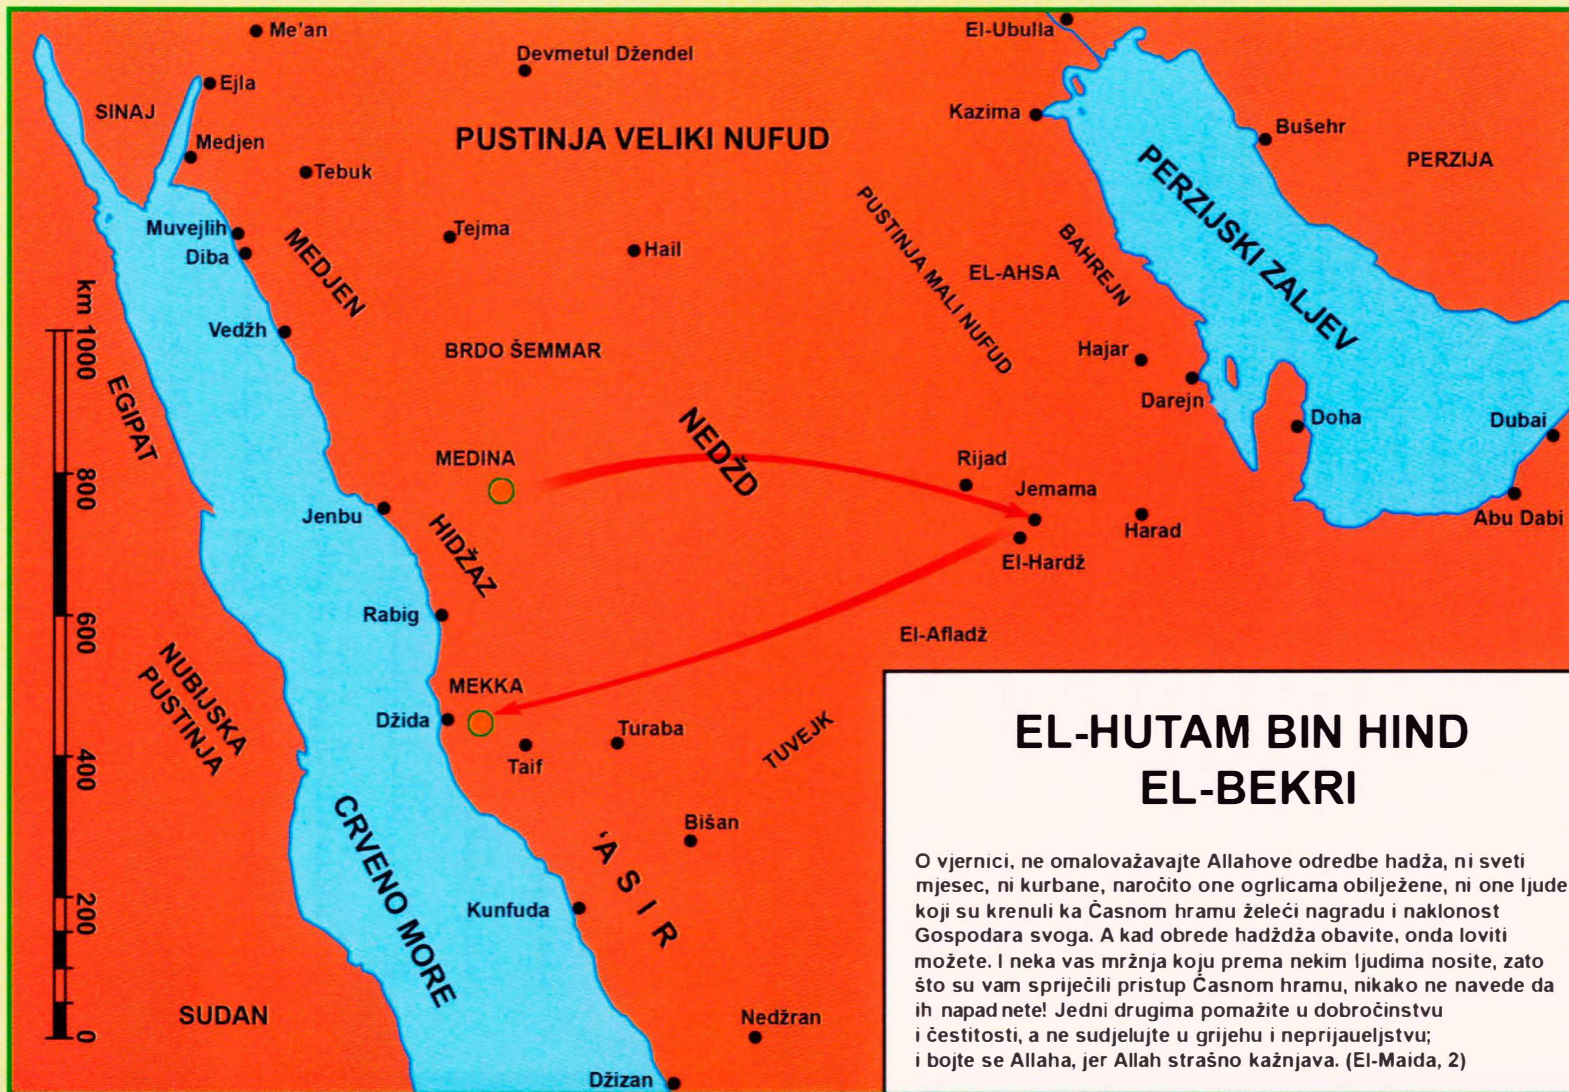 Me'an
El-Ubulla
Devmetul Džendel
Ejla
SINAJ
Kazima
Bušehr
PUSTINJA VELIKI NUFUD
Medjen
PERZIJA
Tebuk
PERZIJSKI ZALJEV
PUSTINJA MALI NUFUD
Muvejlih
Tejma
MEDJEN
BAHREJN
Diba
Hail
EL-AHSA
km 1000
Vedžh
BRDO ŠEMMAR
Hajar
EGIPAT
Darejn
NEDŽD
Doha
Dubai
MEDINA
Rijad
800
Jemama
Jenbu
HIDŽAZ
Harad
Abu Dabi
El-Hardž
Rabig
600
El-Afladž
NUBIJSKA
PUSTINJA
MEKKA
Džida
Turaba
TUVEJK
400
Taif
CRVENO MORE
Bišan
'ASIR
200
Kunfuda
SUDAN
Nedžran
0
Džizan
EL-HUTAM BIN HIND
EL-BEKRI
O vjernici, ne omalovažavajte Allahove odredbe hadža, ni sveti
mjesec, ni kurbane, naročito one ogrlicama obilježene, ni one ljude
koji su krenuli ka Časnom hramu želeći nagradu i naklonost
Gospodara svoga. A kad obrede hadždža obavite, onda loviti
možete. I neka vas mržnja koju prema nekim ljudima nosite, zato
što su vam spriječili pristup Časnom hramu, nikako ne navede da
ih napadnete! Jedni drugima pomažite u dobročinstvu
i čestitosti, a ne sudjelujte u grijehu i neprijaueljstvu;
i bojte se Allaha, jer Allah strašno kažnjava. (El-Maida, 2)